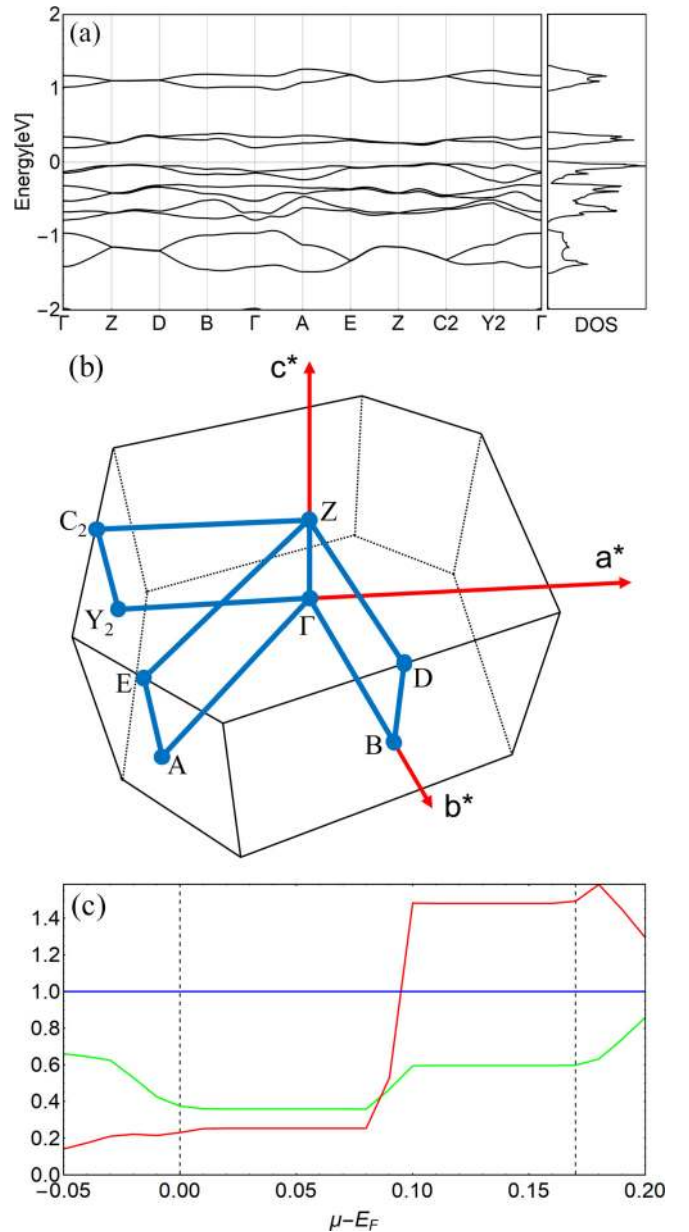 (a)
Energy[eV]
2
1
0
−1
−2
Γ Z D B Γ A E Z C2 Y2 Γ
DOS
(b)
c*
Z
C₂
a*
Y₂
Γ
E
D
B
A
b*
(c)
1.4
1.2
1.0
0.8
0.6
0.4
0.2
0.0
−0.05 0.00 0.05 0.10 0.15 0.20
μ−E_F